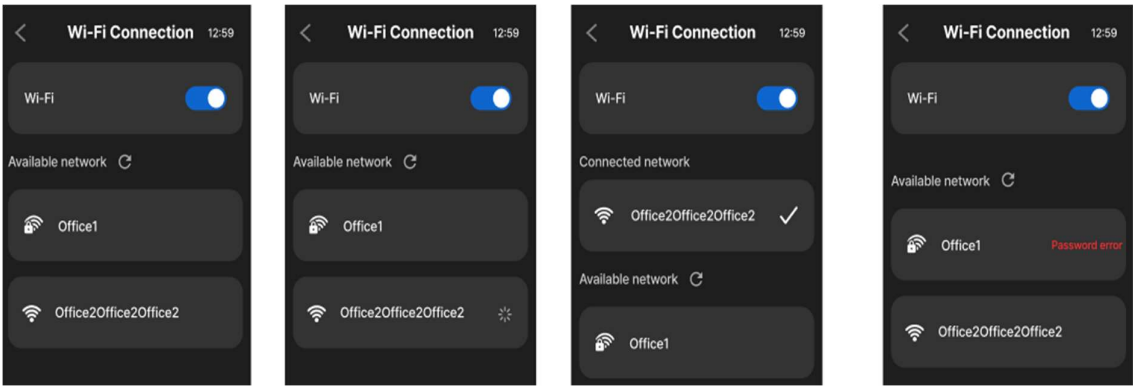 Wi-Fi Connection 12:59
Wi-Fi
Available network
Office1
Office2Office2Office2
Wi-Fi Connection 12:59
Wi-Fi
Available network
Office1
Office2Office2Office2
Wi-Fi Connection 12:59
Wi-Fi
Connected network
Office2Office2Office2
Available network
Office1
Wi-Fi Connection 12:59
Wi-Fi
Available network
Office1 Password error
Office2Office2Office2